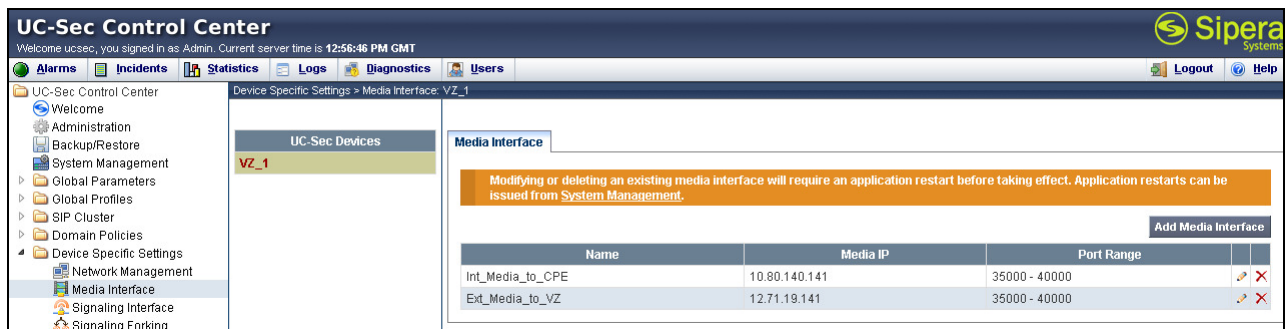 UC-Sec Control Center
Welcome ucsec, you signed in as Admin. Current server time is 12:56:46 PM GMT
Sipera
Systems
Alarms Incidents Statistics Logs Diagnostics Users Logout Help
UC-Sec Control Center
Welcome
Administration
Backup/Restore
System Management
Global Parameters
Global Profiles
SIP Cluster
Domain Policies
Device Specific Settings
Network Management
Media Interface
Signaling Interface
Signaling Forking
Device Specific Settings > Media Interface: VZ_1
UC-Sec Devices
VZ_1
Media Interface
Modifying or deleting an existing media interface will require an application restart before taking effect. Application restarts can be
issued from System Management.
Add Media Interface
Name Media IP Port Range
Int_Media_to_CPE 10.80.140.141 35000 - 40000
Ext_Media_to_VZ 12.71.19.141 35000 - 40000